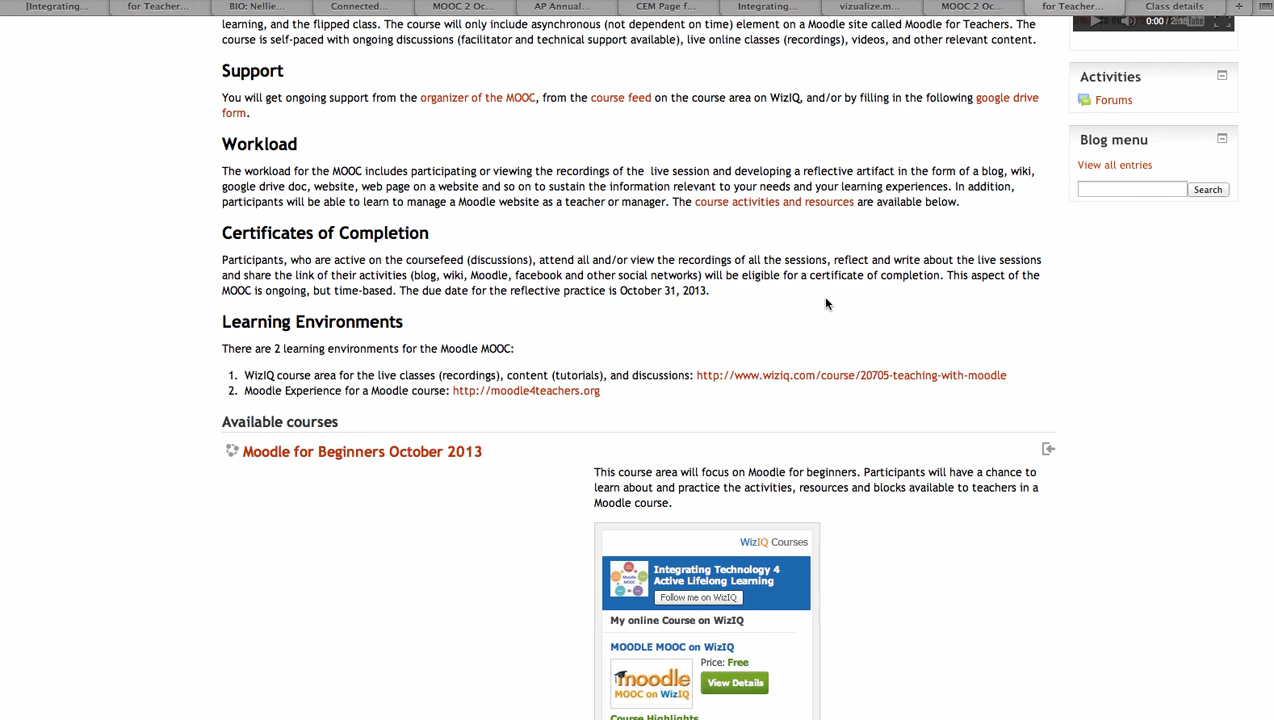 [Integrating...
for Teacher...
BIO: Nellie...
Connected...
MOOC 2 Oc...
AP Annual...
CEM Page f...
Integrating...
vizualize.m...
MOOC 2 Oc...
for Teacher...
Class details
learning, and the flipped class. The course will only include asynchronous (not dependent on time) element on a Moodle site called Moodle for Teachers. The
course is self-paced with ongoing discussions (facilitator and technical support available), live online classes (recordings), videos, and other relevant content.
Support
You will get ongoing support from the organizer of the MOOC, from the course feed on the course area on WizIQ, and/or by filling in the following google drive
form.
Workload
The workload for the MOOC includes participating or viewing the recordings of the live session and developing a reflective artifact in the form of a blog, wiki,
google drive doc, website, web page on a website and so on to sustain the information relevant to your needs and your learning experiences. In addition,
participants will be able to learn to manage a Moodle website as a teacher or manager. The course activities and resources are available below.
Certificates of Completion
Participants, who are active on the coursefeed (discussions), attend all and/or view the recordings of all the sessions, reflect and write about the live sessions
and share the link of their activities (blog, wiki, Moodle, facebook and other social networks) will be eligible for a certificate of completion. This aspect of the
MOOC is ongoing, but time-based. The due date for the reflective practice is October 31, 2013.
Learning Environments
There are 2 learning environments for the Moodle MOOC:
1. WizIQ course area for the live classes (recordings), content (tutorials), and discussions: http://www.wiziq.com/course/20705-teaching-with-moodle
2. Moodle Experience for a Moodle course: http://moodle4teachers.org
Available courses
Moodle for Beginners October 2013
This course area will focus on Moodle for beginners. Participants will have a chance to
learn about and practice the activities, resources and blocks available to teachers in a
Moodle course.
WizIQ Courses
Integrating Technology 4
Active Lifelong Learning
Follow me on WizIQ
My online Course on WizIQ
MOODLE MOOC on WizIQ
moodle
MOOC on WizIQ
Price: Free
View Details
Course Highlights
0:00
YouTube
Activities
Forums
Blog menu
View all entries
Search